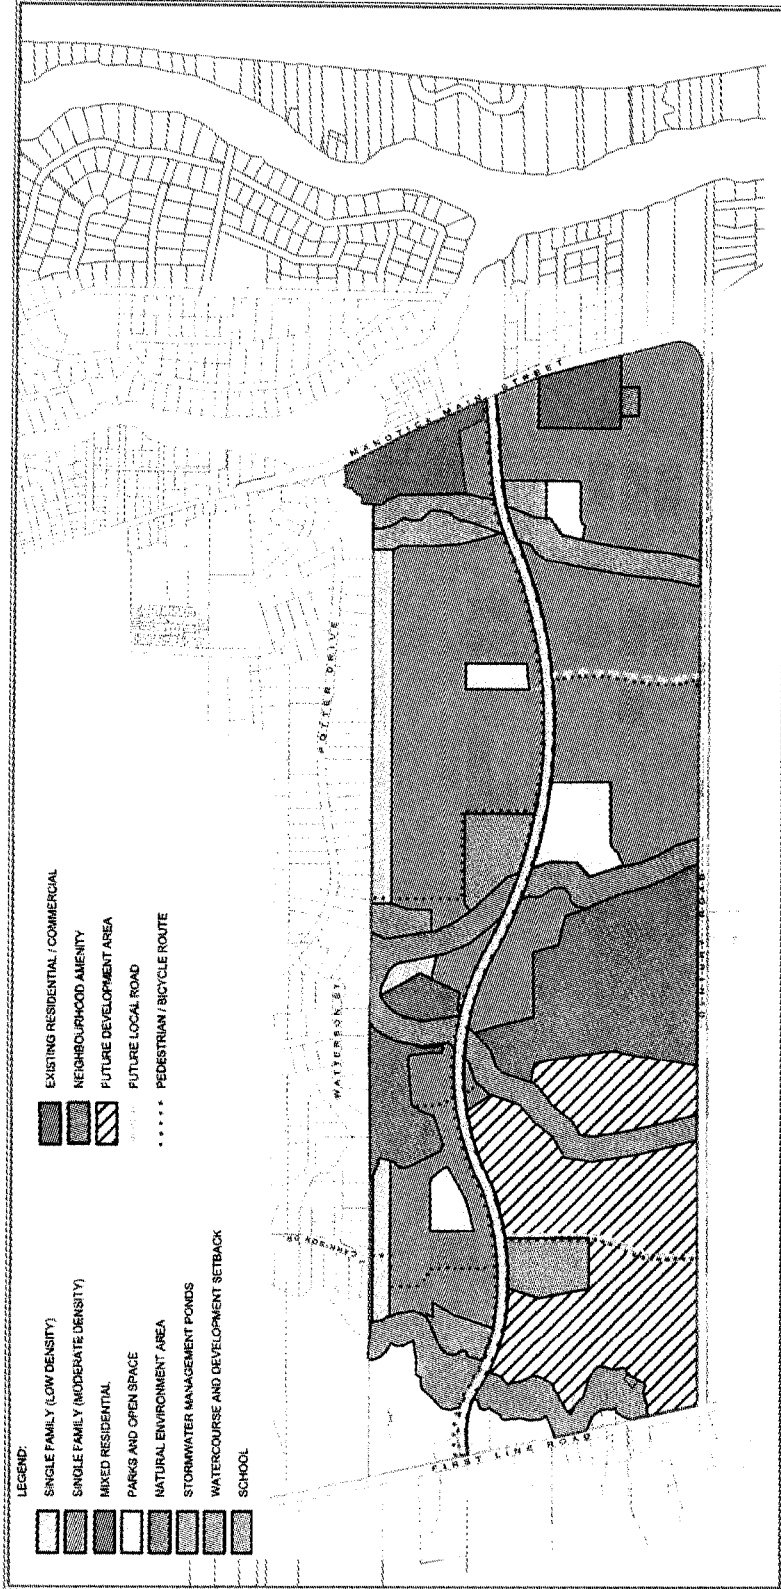 LEGEND:
SINGLE FAMILY (LOW DENSITY)
SINGLE FAMILY (MODERATE DENSITY)
MIXED RESIDENTIAL
PARKS AND OPEN SPACE
NATURAL ENVIRONMENT AREA
STORMWATER MANAGEMENT PONDS
WATERCOURSE AND DEVELOPMENT SETBACK
SCHOOL
EXISTING RESIDENTIAL / COMMERCIAL
NEIGHBOURHOOD AMENITY
FUTURE DEVELOPMENT AREA
FUTURE LOCAL ROAD
PEDESTRIAN / BICYCLE ROUTE
POTTER DRIVE
WATTERSON ST
MANOTICK MAIN STREET
FIRST LINE ROAD